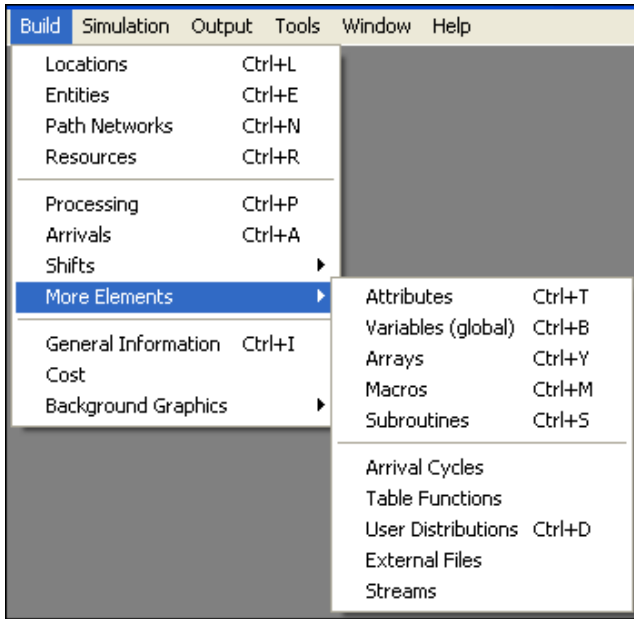 Build Simulation Output Tools Window Help
Locations Ctrl+L
Entities Ctrl+E
Path Networks Ctrl+N
Resources Ctrl+R
Processing Ctrl+P
Arrivals Ctrl+A
Shifts
More Elements
General Information Ctrl+I
Cost
Background Graphics
Attributes Ctrl+T
Variables (global) Ctrl+B
Arrays Ctrl+Y
Macros Ctrl+M
Subroutines Ctrl+S
Arrival Cycles
Table Functions
User Distributions Ctrl+D
External Files
Streams